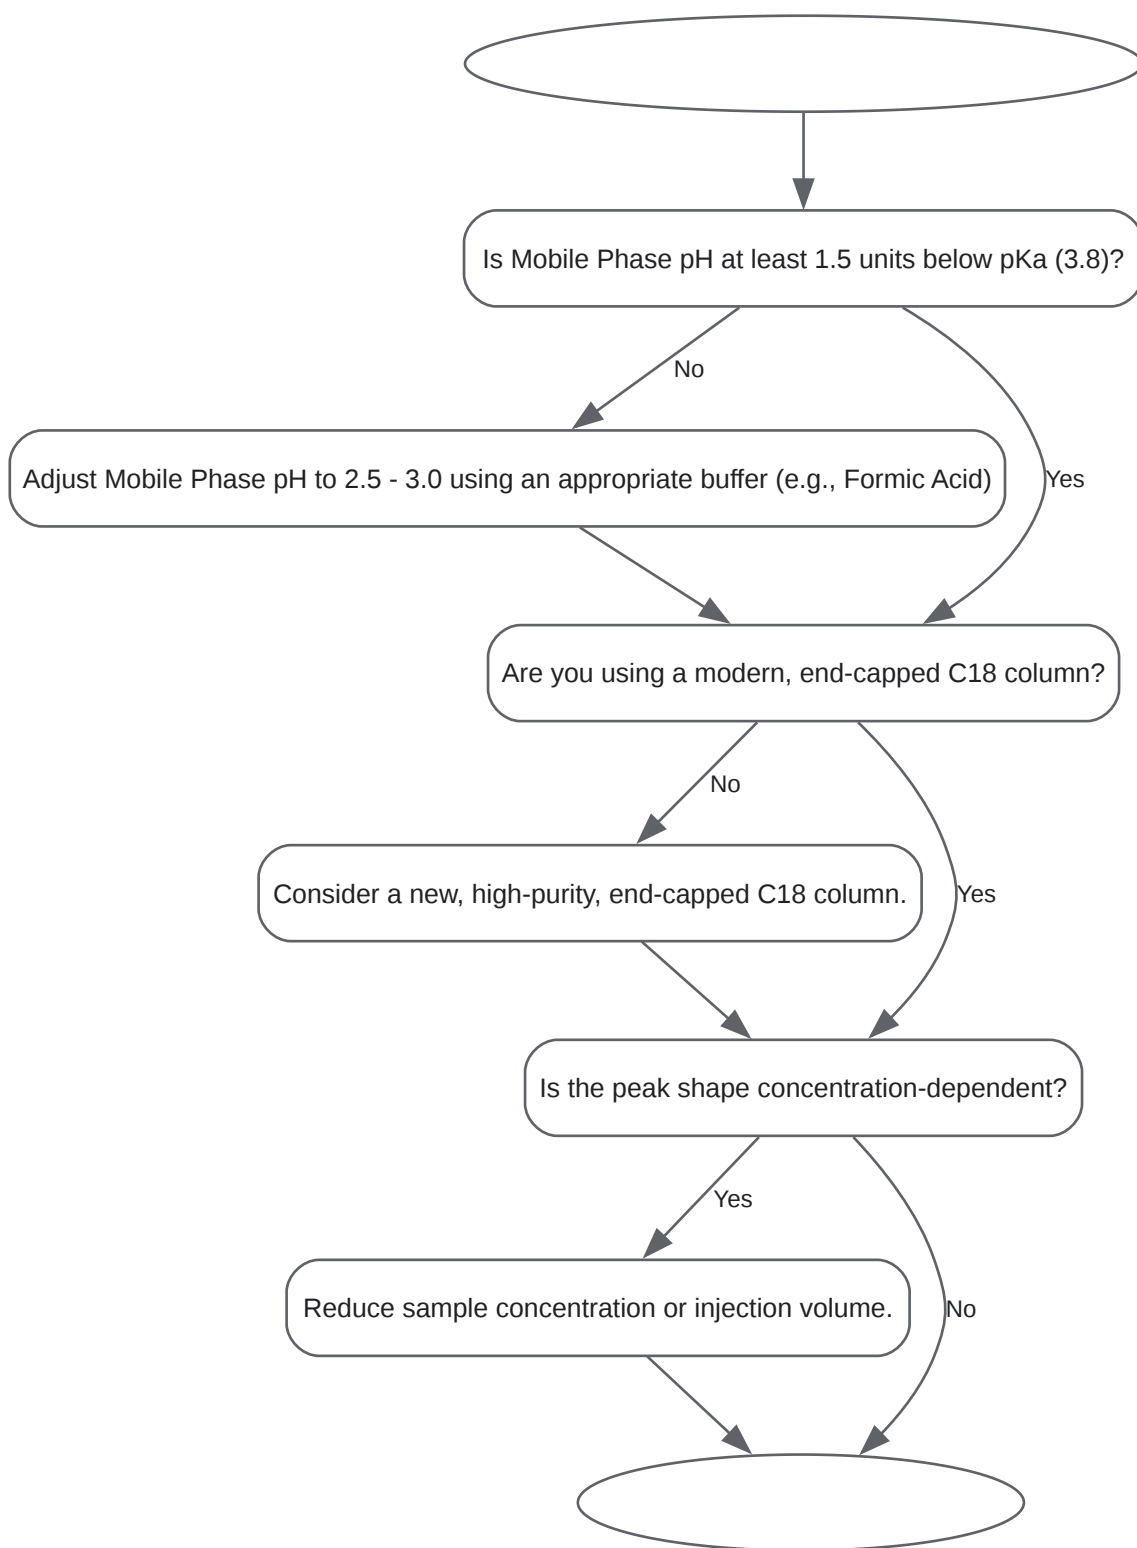 Is Mobile Phase pH at least 1.5 units below pKa (3.8)?
No
Adjust Mobile Phase pH to 2.5 - 3.0 using an appropriate buffer (e.g., Formic Acid)
Yes
Are you using a modern, end-capped C18 column?
No
Consider a new, high-purity, end-capped C18 column.
Yes
Is the peak shape concentration-dependent?
Yes
Reduce sample concentration or injection volume.
No